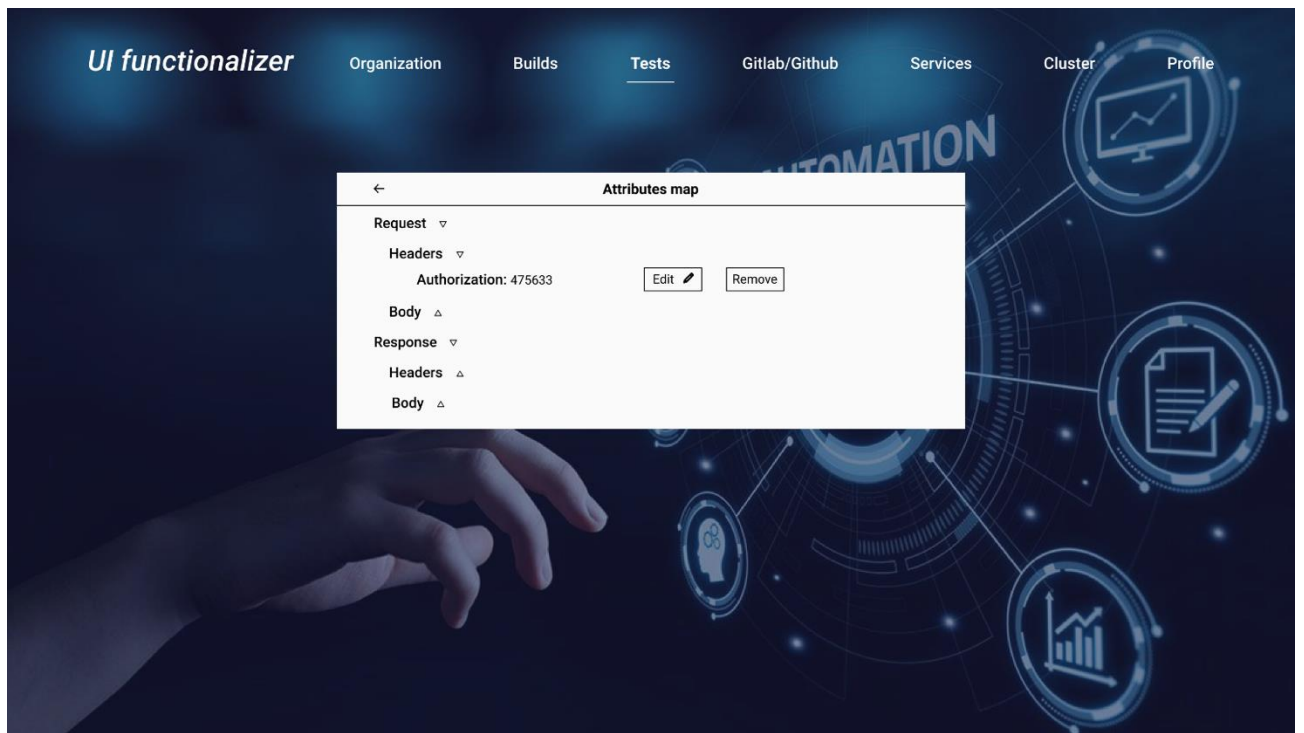 UI functionalizer Organization Builds Tests Gitlab/Github Services Cluster Profile
AUTOMATION
Attributes map
Request
Headers
Authorization: 475633 Edit Remove
Body
Response
Headers
Body